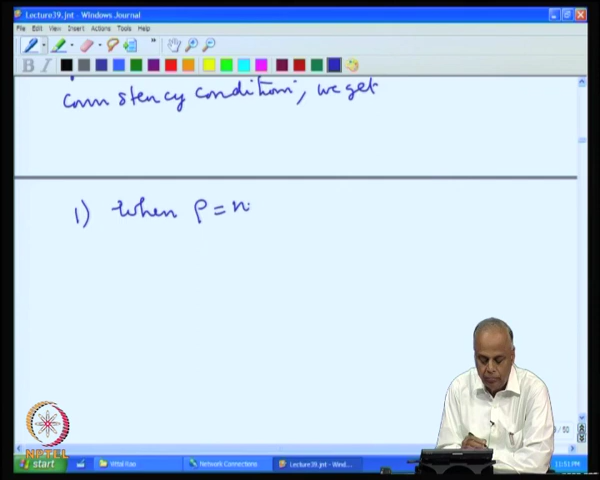 Lecture39.jnt - Windows Journal
File Edit View Insert Actions Tools Help
B I
consistency condition, we get
1) When ρ = n
NPTEL
start Vittal Rao Network Connections Lecture39.jnt - Wind... 11:51 PM